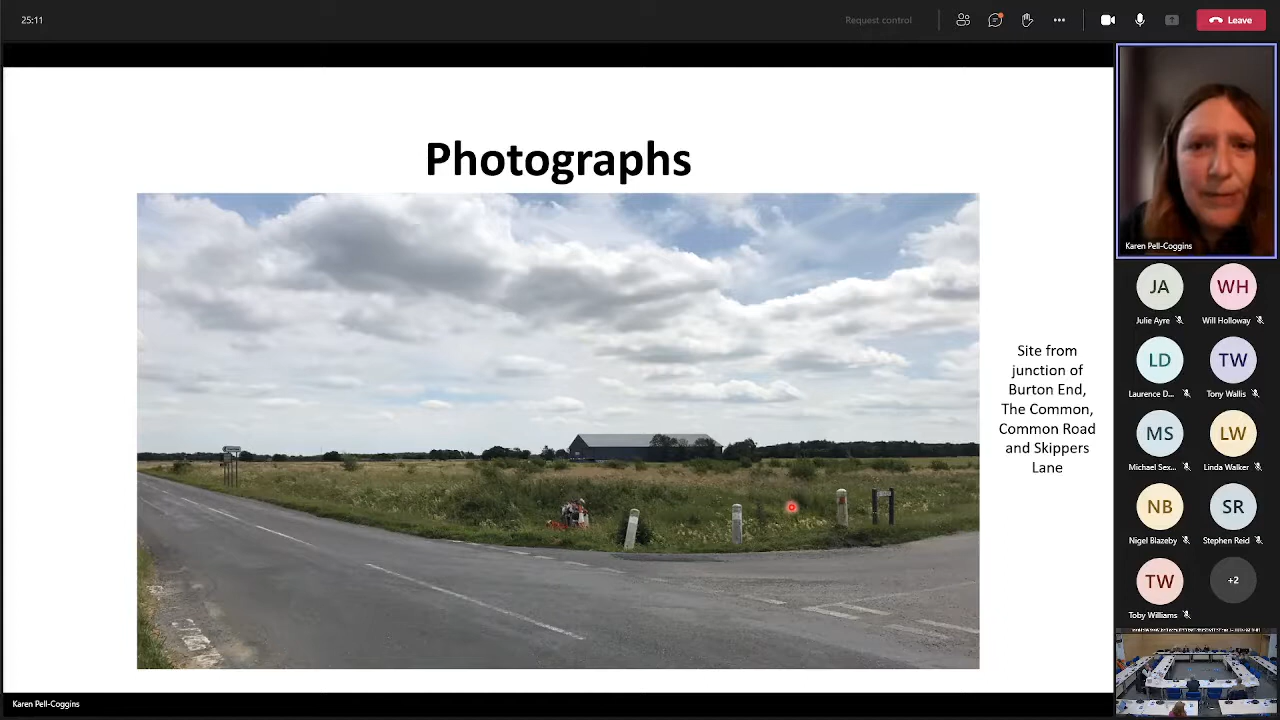 25:11
Request control
Leave
Photographs
Site from
junction of
Burton End,
The Common,
Common Road
and Skippers
Lane
Karen Pell-Coggins
JA
WH
Julie Ayre
Will Holloway
LD
TW
Laurence D...
Tony Wallis
MS
LW
Michael Sex...
Linda Walker
NB
SR
Nigel Blazeby
Stephen Reid
TW
+2
Toby Williams
Karen Pell-Coggins